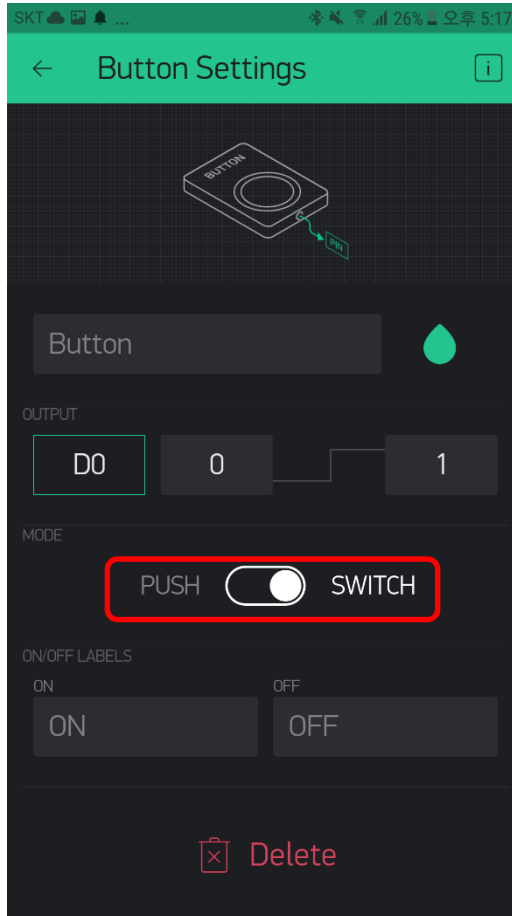 SKT ... 26% 오후 5:17
Button Settings i
BUTTON
PIN
Button
OUTPUT
D0 0 1
MODE
PUSH SWITCH
ON/OFF LABELS
ON OFF
ON OFF
Delete